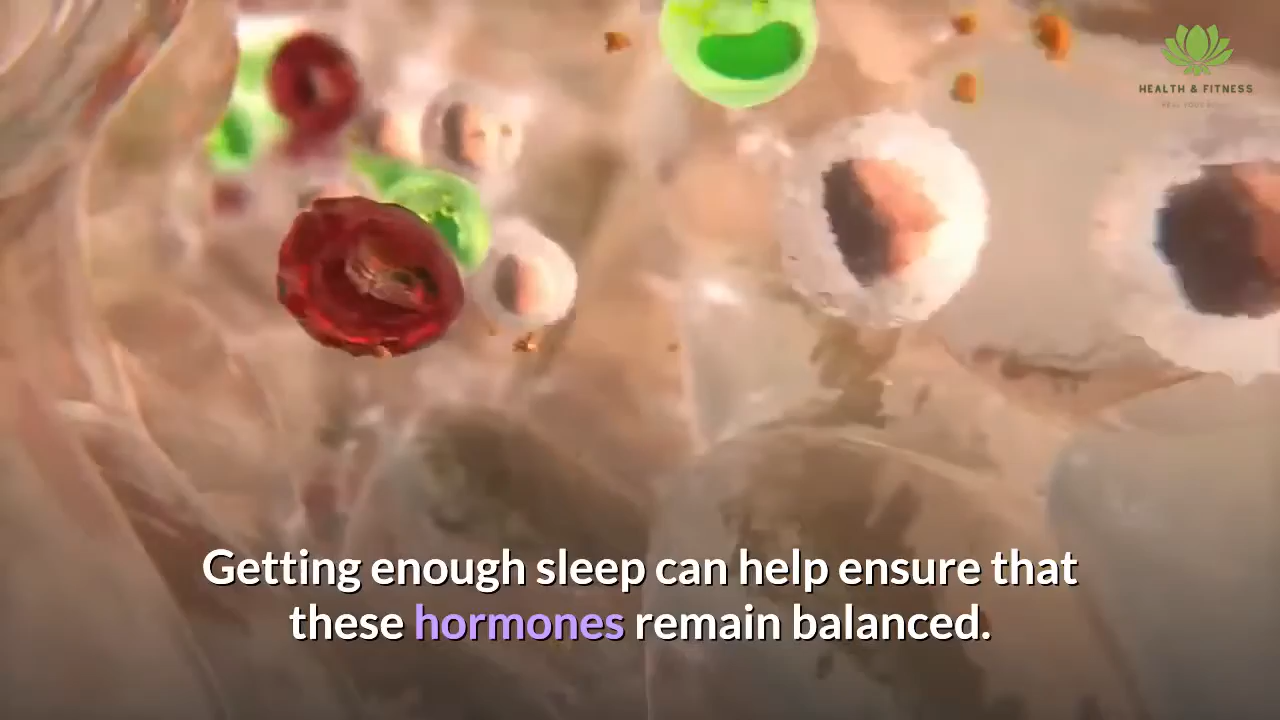 HEALTH & FITNESS
Getting enough sleep can help ensure that
these hormones remain balanced.